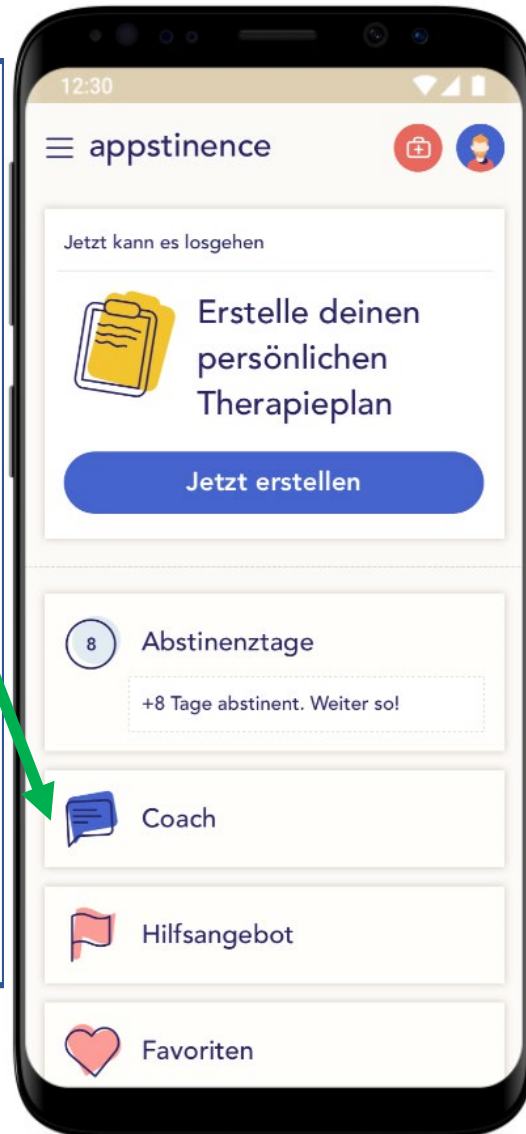 12:30
appstinence
Jetzt kann es losgehen
Erstelle deinen
persönlichen
Therapieplan
Jetzt erstellen
8
Abstinenztage
+8 Tage abstinent. Weiter so!
Coach
Hilfsangebot
Favoriten